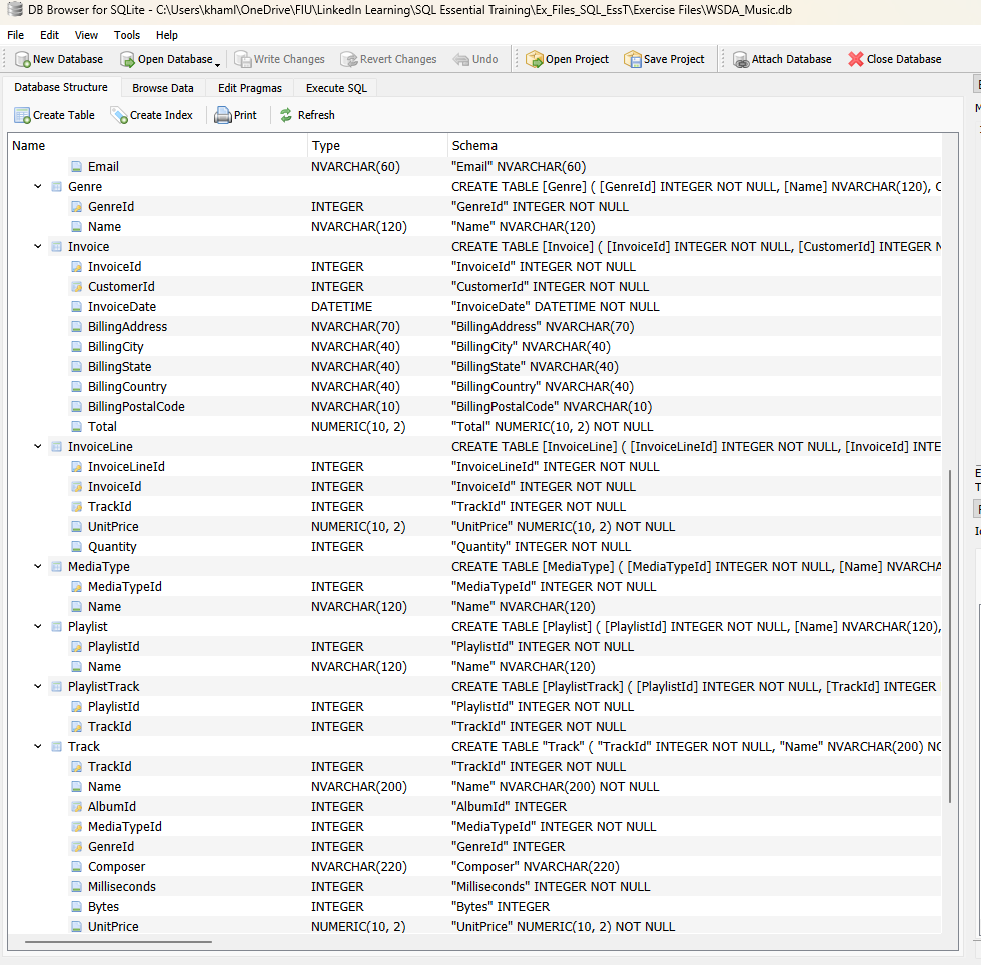 DB Browser for SQLite - C:\Users\khaml\OneDrive\FIU\LinkedIn Learning\SQL Essential Training\Ex_Files_SQL_EssT\Exercise Files\WSDA_Music.db
File Edit View Tools Help
New Database Open Database Write Changes Revert Changes Undo Open Project Save Project Attach Database Close Database
Database Structure Browse Data Edit Pragmas Execute SQL
Create Table Create Index Print Refresh
Name Type Schema
Email NVARCHAR(60) "Email" NVARCHAR(60)
Genre CREATE TABLE [Genre] ( [GenreId] INTEGER NOT NULL, [Name] NVARCHAR(120), C
GenreId INTEGER "GenreId" INTEGER NOT NULL
Name NVARCHAR(120) "Name" NVARCHAR(120)
Invoice CREATE TABLE [Invoice] ( [InvoiceId] INTEGER NOT NULL, [CustomerId] INTEGER N
InvoiceId INTEGER "InvoiceId" INTEGER NOT NULL
CustomerId INTEGER "CustomerId" INTEGER NOT NULL
InvoiceDate DATETIME "InvoiceDate" DATETIME NOT NULL
BillingAddress NVARCHAR(70) "BillingAddress" NVARCHAR(70)
BillingCity NVARCHAR(40) "BillingCity" NVARCHAR(40)
BillingState NVARCHAR(40) "BillingState" NVARCHAR(40)
BillingCountry NVARCHAR(40) "BillingCountry" NVARCHAR(40)
BillingPostalCode NVARCHAR(10) "BillingPostalCode" NVARCHAR(10)
Total NUMERIC(10, 2) "Total" NUMERIC(10, 2) NOT NULL
InvoiceLine CREATE TABLE [InvoiceLine] ( [InvoiceLineId] INTEGER NOT NULL, [InvoiceId] INTE
InvoiceLineId INTEGER "InvoiceLineId" INTEGER NOT NULL
InvoiceId INTEGER "InvoiceId" INTEGER NOT NULL
TrackId INTEGER "TrackId" INTEGER NOT NULL
UnitPrice NUMERIC(10, 2) "UnitPrice" NUMERIC(10, 2) NOT NULL
Quantity INTEGER "Quantity" INTEGER NOT NULL
MediaType CREATE TABLE [MediaType] ( [MediaTypeId] INTEGER NOT NULL, [Name] NVARCHA
MediaTypeId INTEGER "MediaTypeId" INTEGER NOT NULL
Name NVARCHAR(120) "Name" NVARCHAR(120)
Playlist CREATE TABLE [Playlist] ( [PlaylistId] INTEGER NOT NULL, [Name] NVARCHAR(120),
PlaylistId INTEGER "PlaylistId" INTEGER NOT NULL
Name NVARCHAR(120) "Name" NVARCHAR(120)
PlaylistTrack CREATE TABLE [PlaylistTrack] ( [PlaylistId] INTEGER NOT NULL, [TrackId] INTEGER
PlaylistId INTEGER "PlaylistId" INTEGER NOT NULL
TrackId INTEGER "TrackId" INTEGER NOT NULL
Track CREATE TABLE "Track" ( "TrackId" INTEGER NOT NULL, "Name" NVARCHAR(200) NO
TrackId INTEGER "TrackId" INTEGER NOT NULL
Name NVARCHAR(200) "Name" NVARCHAR(200) NOT NULL
AlbumId INTEGER "AlbumId" INTEGER
MediaTypeId INTEGER "MediaTypeId" INTEGER NOT NULL
GenreId INTEGER "GenreId" INTEGER
Composer NVARCHAR(220) "Composer" NVARCHAR(220)
Milliseconds INTEGER "Milliseconds" INTEGER NOT NULL
Bytes INTEGER "Bytes" INTEGER
UnitPrice NUMERIC(10, 2) "UnitPrice" NUMERIC(10, 2) NOT NULL